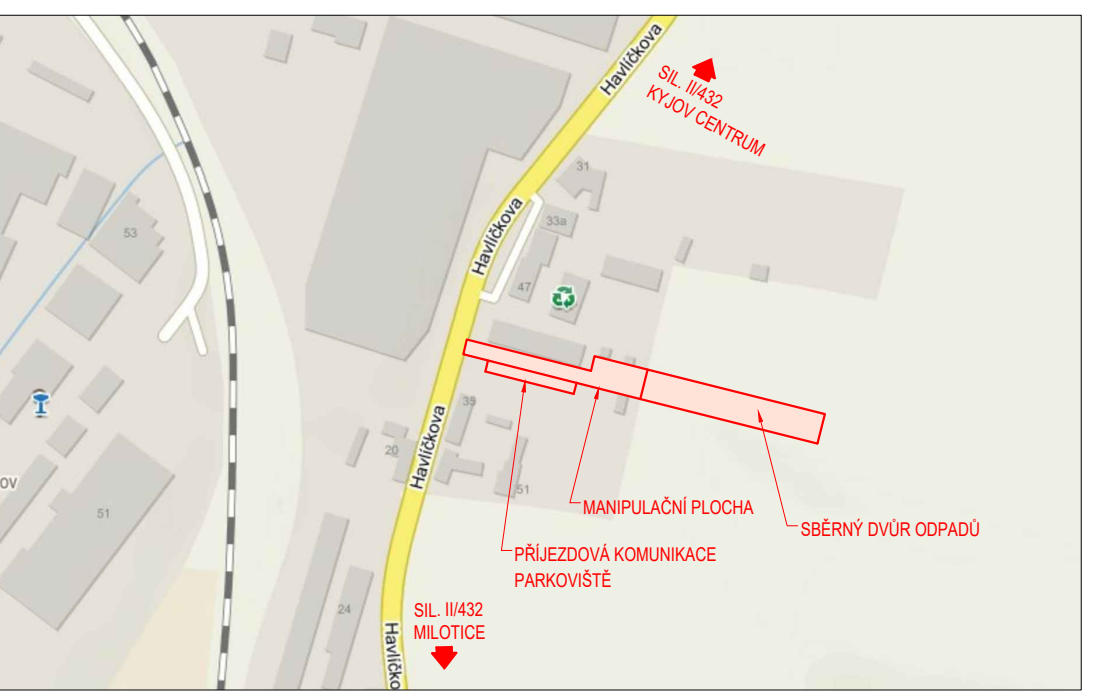 Havlíčkova
SIL. II/432
KYJOV CENTRUM
31
33a
Havlíčkova
53
47
39
Havlíčkova
20
51
OV
51
MANIPULAČNÍ PLOCHA
SBĚRNÝ DVŮR ODPADŮ
PŘÍJEZDOVÁ KOMUNIKACE
PARKOVIŠTĚ
24
SIL. II/432
MILOTICE
Havlíčko